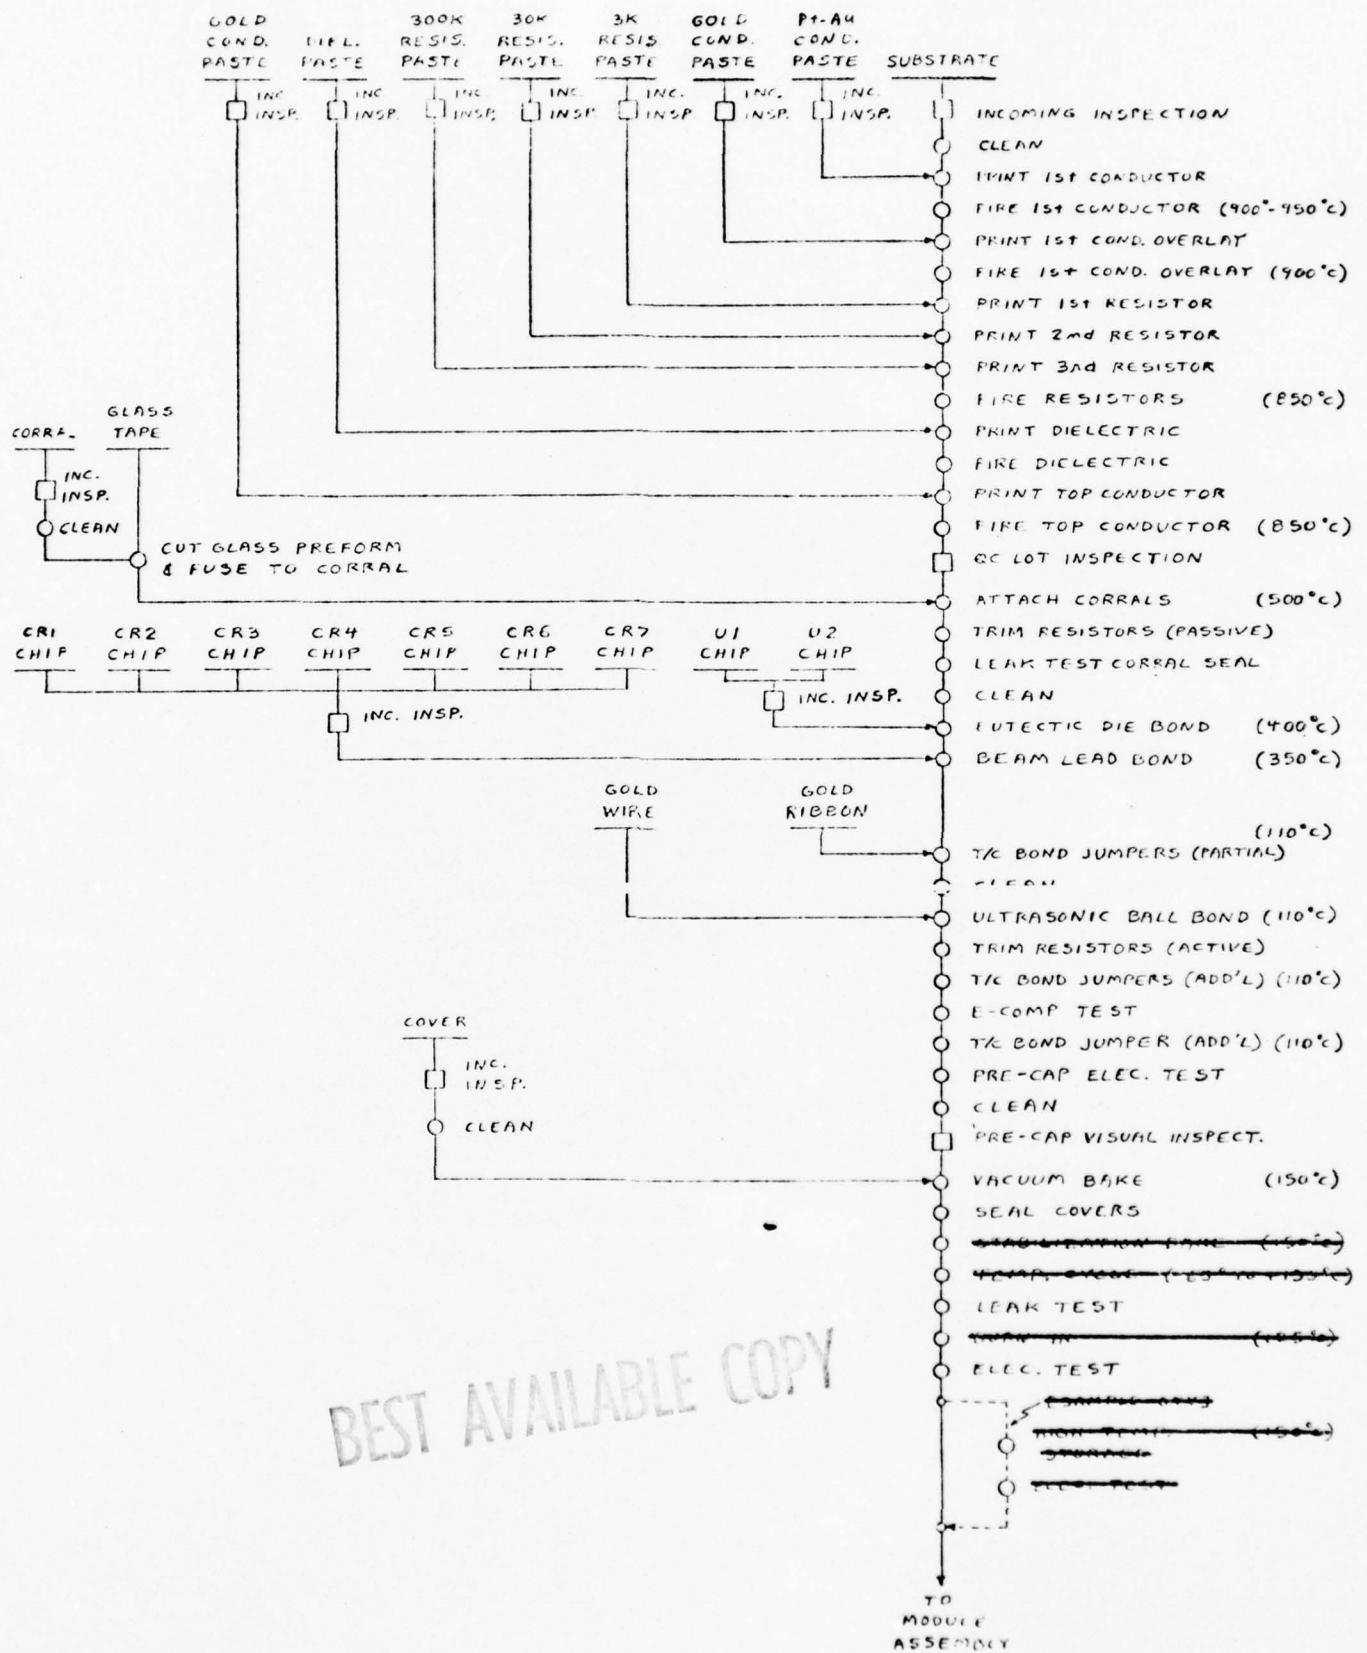 GOLD COND. PASTE
DIEL. PASTE
300K RESIS. PASTE
30K RESIS. PASTE
3K RESIS. PASTE
GOLD COND. PASTE
Pt-Au COND. PASTE
SUBSTRATE
INC. INSP.
INC. INSP.
INC. INSP.
INC. INSP.
INC. INSP.
INC. INSP.
INC. INSP.
INCOMING INSPECTION
CLEAN
PRINT 1st CONDUCTOR
FIRE 1st CONDUCTOR (900°-950°C)
PRINT 1st COND. OVERLAY
FIRE 1st COND. OVERLAY (900°C)
PRINT 1st RESISTOR
PRINT 2nd RESISTOR
PRINT 3rd RESISTOR
FIRE RESISTORS (850°C)
PRINT DIELECTRIC
FIRE DIELECTRIC
PRINT TOP CONDUCTOR
FIRE TOP CONDUCTOR (850°C)
QC LOT INSPECTION
CORRAL
GLASS TAPE
INC. INSP.
CLEAN
CUT GLASS PREFORM
& FUSE TO CORRAL
ATTACH CORRALS (500°C)
TRIM RESISTORS (PASSIVE)
LEAK TEST CORRAL SEAL
CLEAN
CR1 CHIP
CR2 CHIP
CR3 CHIP
CR4 CHIP
CR5 CHIP
CR6 CHIP
CR7 CHIP
U1 CHIP
U2 CHIP
INC. INSP.
INC. INSP.
EUTECTIC DIE BOND (400°C)
BEAM LEAD BOND (350°C)
GOLD WIRE
GOLD RIBBON
(110°C)
T/C BOND JUMPERS (PARTIAL)
CLEAN
ULTRASONIC BALL BOND (110°C)
TRIM RESISTORS (ACTIVE)
T/C BOND JUMPERS (ADD'L) (110°C)
E-COMP TEST
T/C BOND JUMPER (ADD'L) (110°C)
PRE-CAP ELEC. TEST
CLEAN
PRE-CAP VISUAL INSPECT.
COVER
INC. INSP.
CLEAN
VACUUM BAKE (150°C)
SEAL COVERS
LEAK TEST
ELEC. TEST
TO
MODULE
ASSEMBLY
BEST AVAILABLE COPY